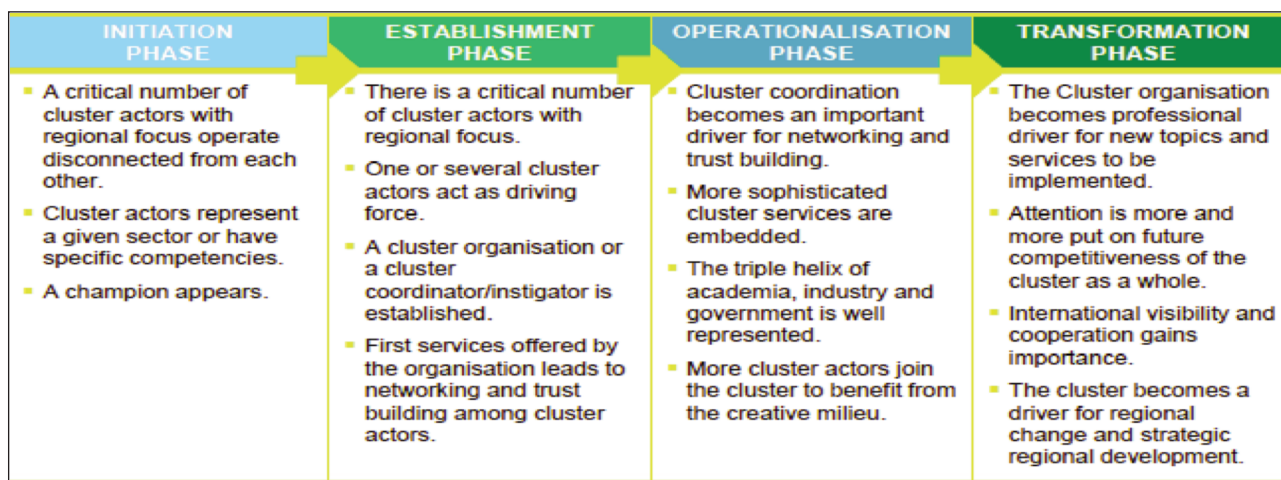 INITIATION
PHASE
ESTABLISHMENT
PHASE
OPERATIONALISATION
PHASE
TRANSFORMATION
PHASE
A critical number of
cluster actors with
regional focus operate
disconnected from each
other.
Cluster actors represent
a given sector or have
specific competencies.
A champion appears.
There is a critical number
of cluster actors with
regional focus.
One or several cluster
actors act as driving
force.
A cluster organisation or
a cluster
coordinator/instigator is
established.
First services offered by
the organisation leads to
networking and trust
building among cluster
actors.
Cluster coordination
becomes an important
driver for networking and
trust building.
More sophisticated
cluster services are
embedded.
The triple helix of
academia, industry and
government is well
represented.
More cluster actors join
the cluster to benefit from
the creative milieu.
The Cluster organisation
becomes professional
driver for new topics and
services to be
implemented.
Attention is more and
more put on future
competitiveness of the
cluster as a whole.
International visibility and
cooperation gains
importance.
The cluster becomes a
driver for regional
change and strategic
regional development.